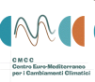 CMCC
Centro Euro-Mediterraneo
per i Cambiamenti Climatici